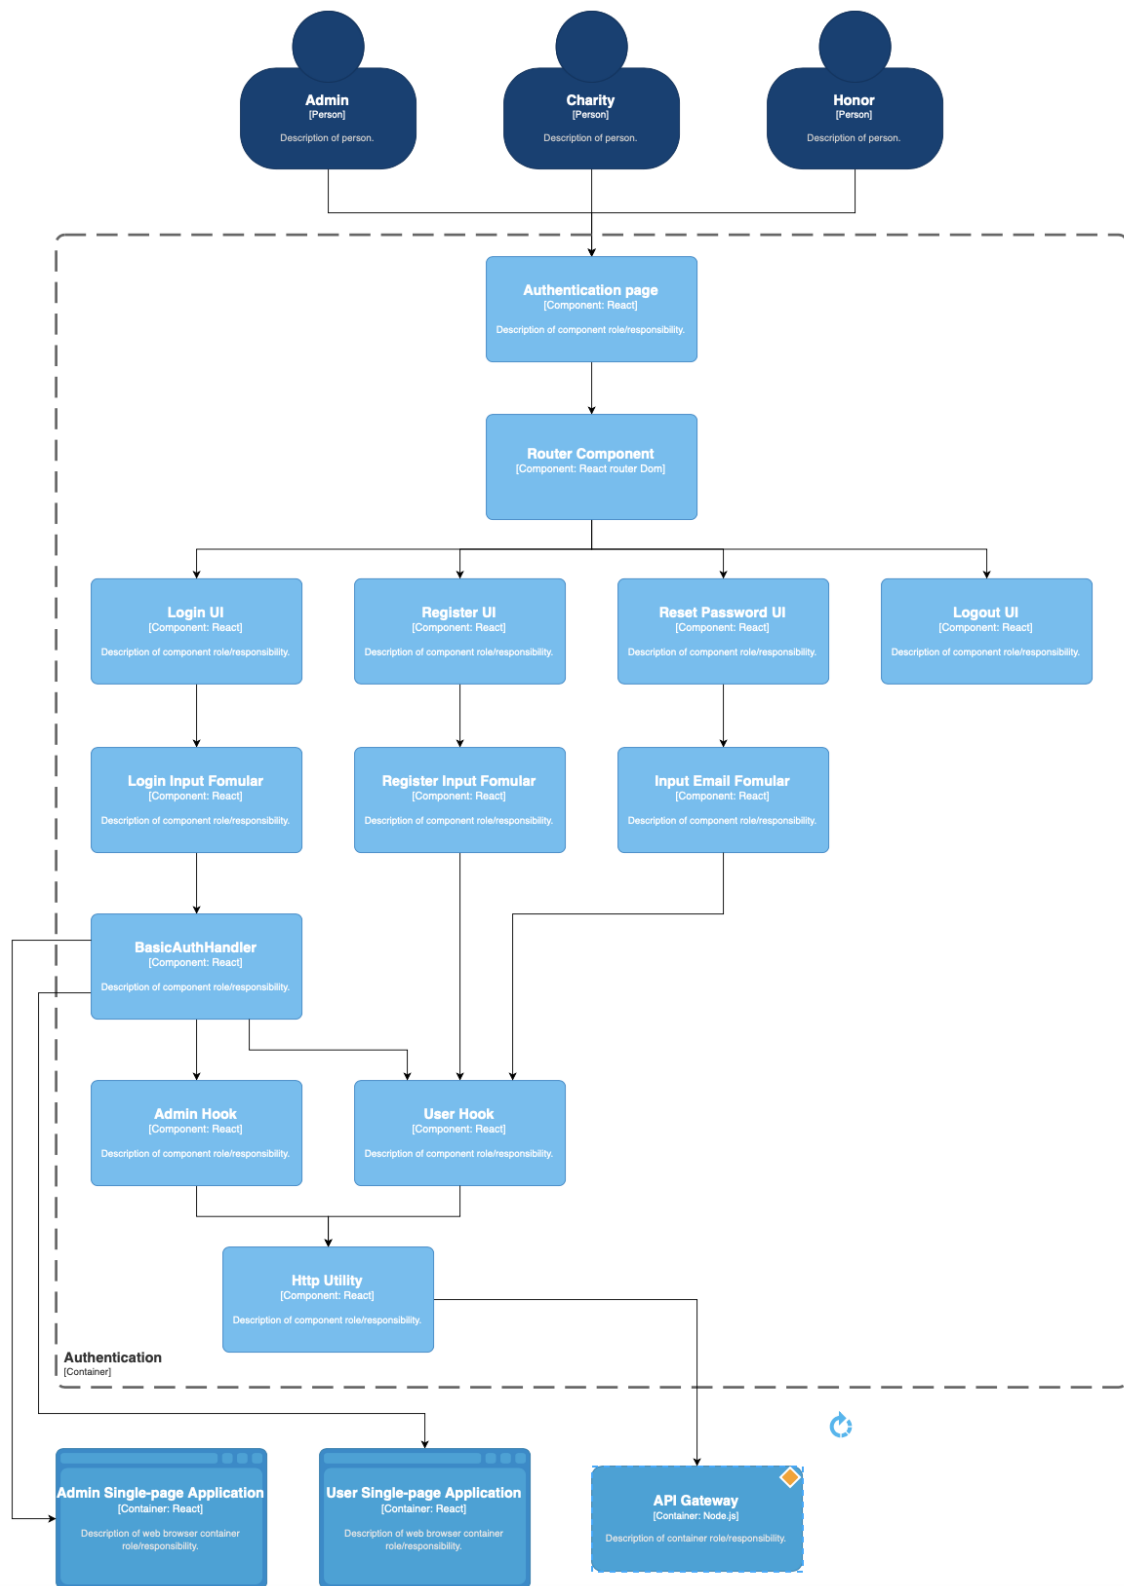 Admin
[Person]
Description of person.
Charity
[Person]
Description of person.
Honor
[Person]
Description of person.
Authentication page
[Component: React]
Description of component role/responsibility.
Router Component
[Component: React router Dom]
Login UI
[Component: React]
Description of component role/responsibility.
Register UI
[Component: React]
Description of component role/responsibility.
Reset Password UI
[Component: React]
Description of component role/responsibility.
Logout UI
[Component: React]
Description of component role/responsibility.
Login Input Fomular
[Component: React]
Description of component role/responsibility.
Register Input Fomular
[Component: React]
Description of component role/responsibility.
Input Email Fomular
[Component: React]
Description of component role/responsibility.
BasicAuthHandler
[Component: React]
Description of component role/responsibility.
Admin Hook
[Component: React]
Description of component role/responsibility.
User Hook
[Component: React]
Description of component role/responsibility.
Http Utility
[Component: React]
Description of component role/responsibility.
Authentication
[Container]
Admin Single-page Application
[Container: React]
Description of web browser container
role/responsibility.
User Single-page Application
[Container: React]
Description of web browser container
role/responsibility.
API Gateway
[Container: Node.js]
Description of container role/responsibility.